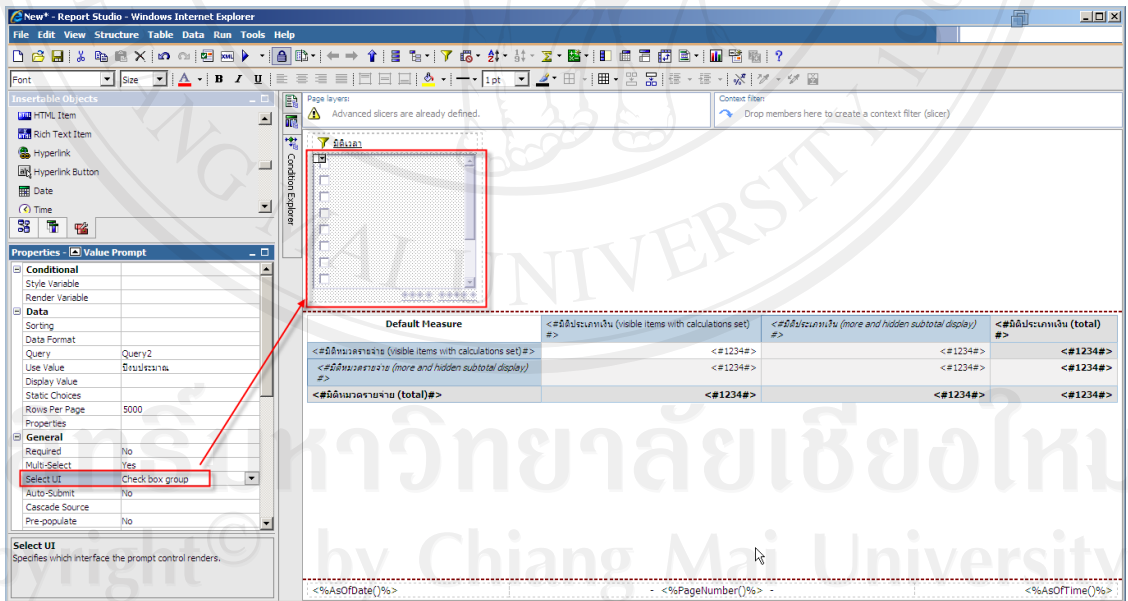 New* - Report Studio - Windows Internet Explorer
File Edit View Structure Table Data Run Tools Help
Font Size 1 pt
Insertable Objects
HTML Item
Rich Text Item
Hyperlink
Hyperlink Button
Date
Time
Condition Explorer
Page layers:
Advanced slicers are already defined.
Context filter:
Drop members here to create a context filter (slicer)
มิติเวลา
Properties - Value Prompt
Conditional
Style Variable
Render Variable
Data
Sorting
Data Format
Query Query2
Use Value ปีงบประมาณ
Display Value
Static Choices
Rows Per Page 5000
Properties
General
Required No
Multi-Select Yes
Select UI Check box group
Auto-Submit No
Cascade Source
Pre-populate No
Select UI
Specifies which interface the prompt control renders.
Default Measure <#มิติประเภทเงิน (visible items with calculations set) #> <#มิติประเภทเงิน (more and hidden subtotal display) #> <#มิติประเภทเงิน (total) #>
<#มิติหมวดรายจ่าย (visible items with calculations set)#> <#1234#> <#1234#> <#1234#>
<#มิติหมวดรายจ่าย (more and hidden subtotal display) #> <#1234#> <#1234#> <#1234#>
<#มิติหมวดรายจ่าย (total)#> <#1234#> <#1234#> <#1234#>
<%AsOfDate()%> - <%PageNumber()%> - <%AsOfTime()%>
by Chiang Mai University